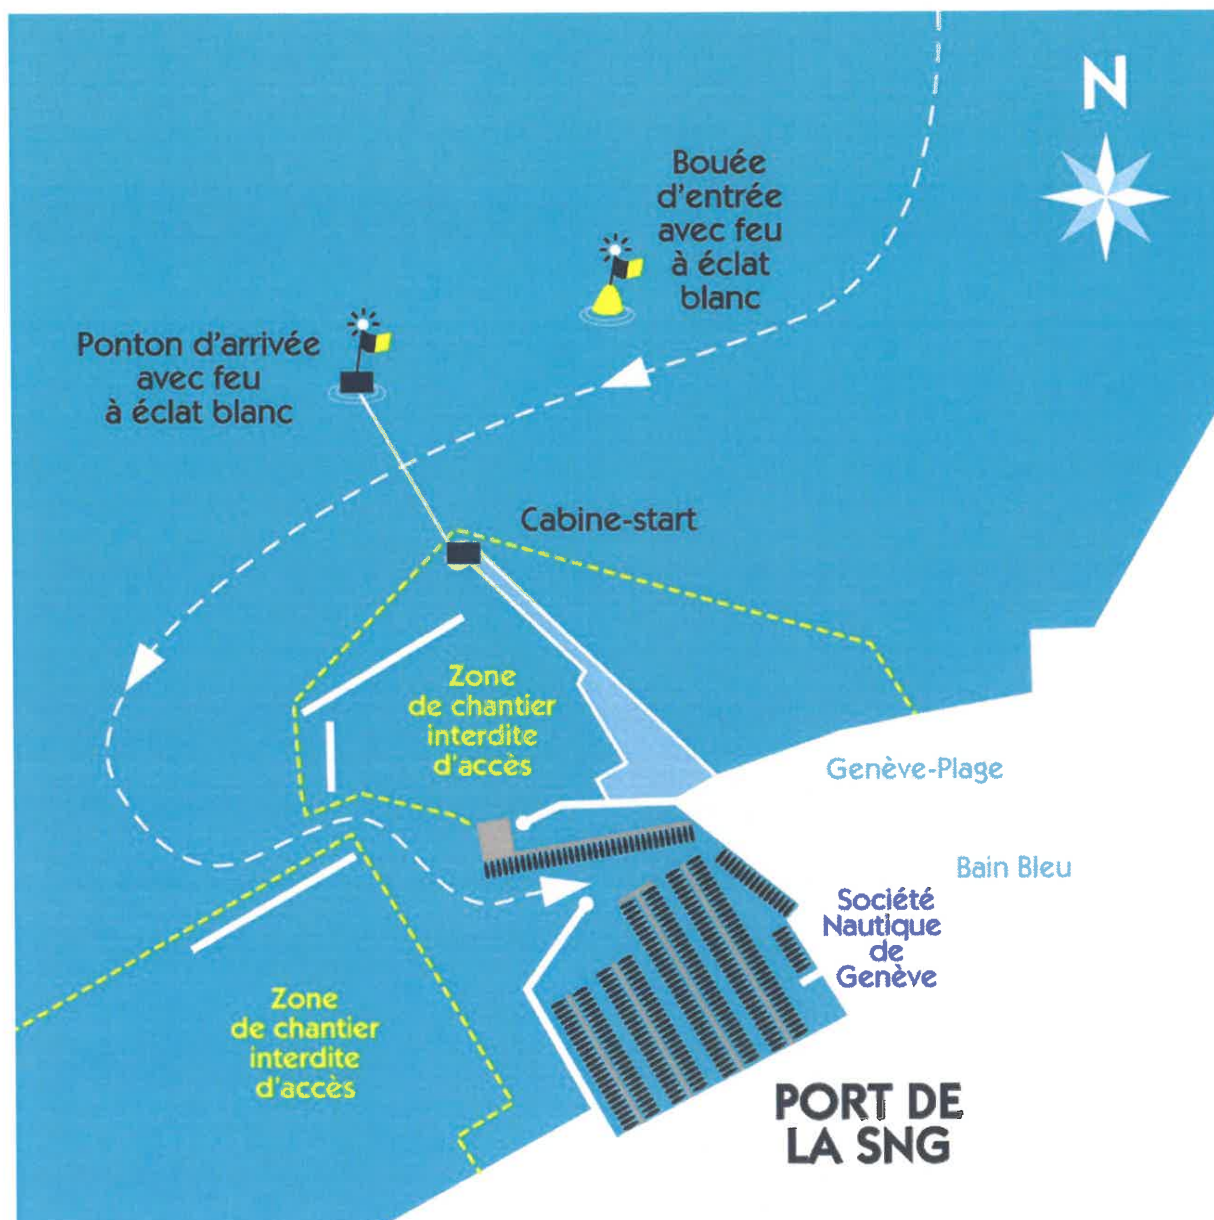 N
Bouée
d'entrée
avec feu
à éclat
blanc
Ponton d'arrivée
avec feu
à éclat blanc
Cabine-start
Zone
de chantier
interdite
d'accès
Genève-Plage
Bain Bleu
Société
Nautique
de
Genève
Zone
de chantier
interdite
d'accès
PORT DE
LA SNG